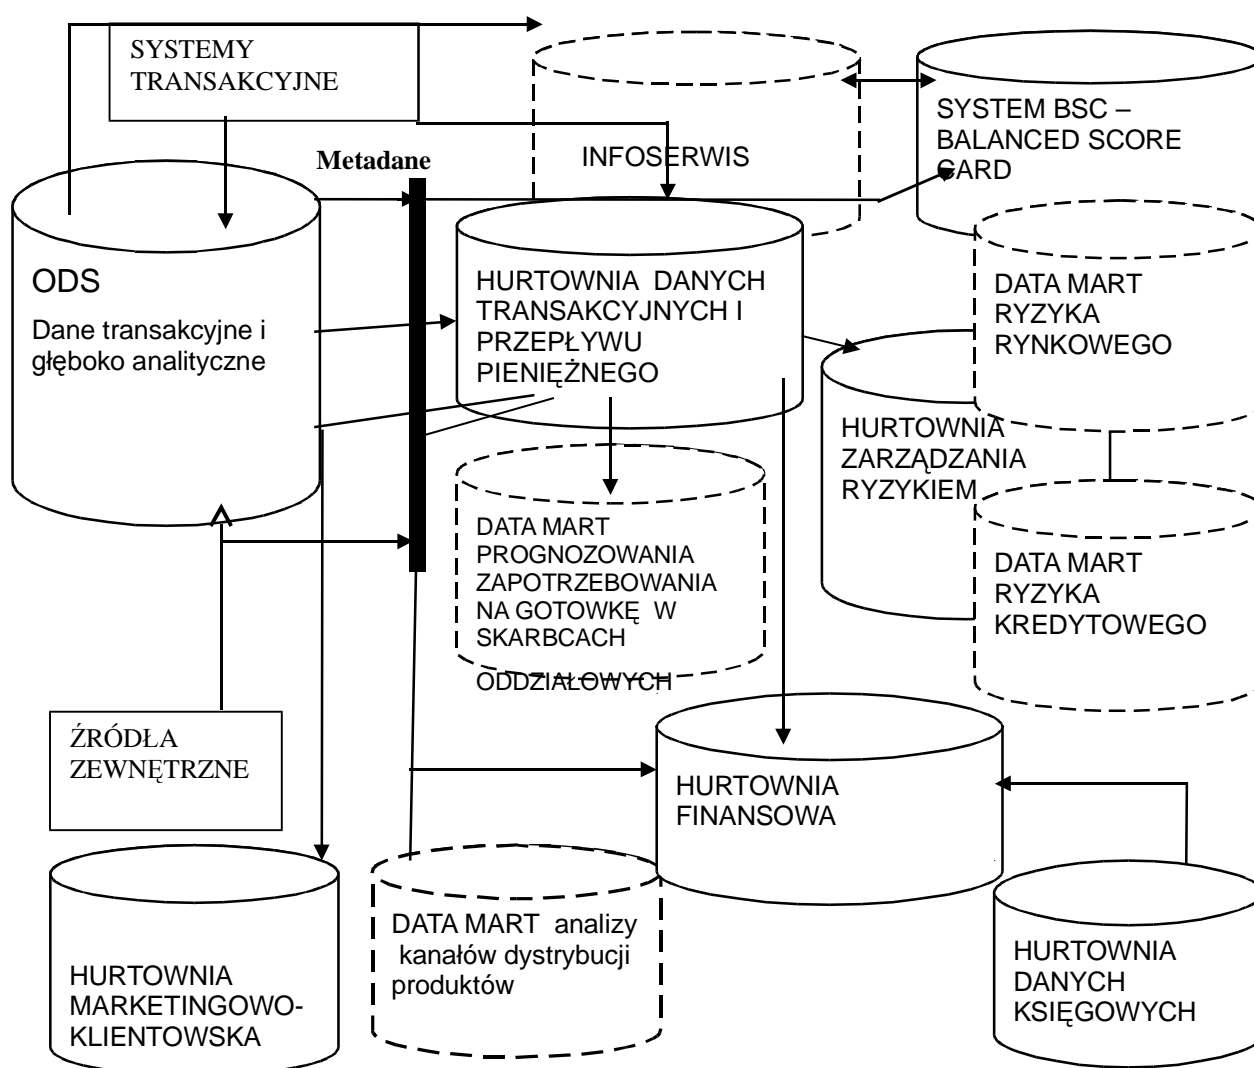 SYSTEMY
TRANSAKCYJNE
INFOSERWIS
SYSTEM BSC –
BALANCED SCORE
CARD
Metadane
ODS
Dane transakcyjne i
głęboko analityczne
HURTOWNIA DANYCH
TRANSAKCYJNYCH I
PRZEPŁYWU
PIENIĘŻNEGO
DATA MART
RYZYKA
RYNKOWEGO
HURTOWNIA
ZARZĄDZANIA
RYZYKIEM
DATA MART
PROGNOZOWANIA
ZAPOTRZEBOWANIA
NA GOTOWKĘ W
SKARBCACH
ODDZIAŁOWYCH
DATA MART
RYZYKA
KREDYTOWEGO
ŹRÓDŁA
ZEWNĘTRZNE
HURTOWNIA
FINANSOWA
HURTOWNIA
MARKETINGOWO-
KLIENTOWSKA
DATA MART analizy
kanałów dystrybucji
produktów
HURTOWNIA
DANYCH
KSIĘGOWYCH